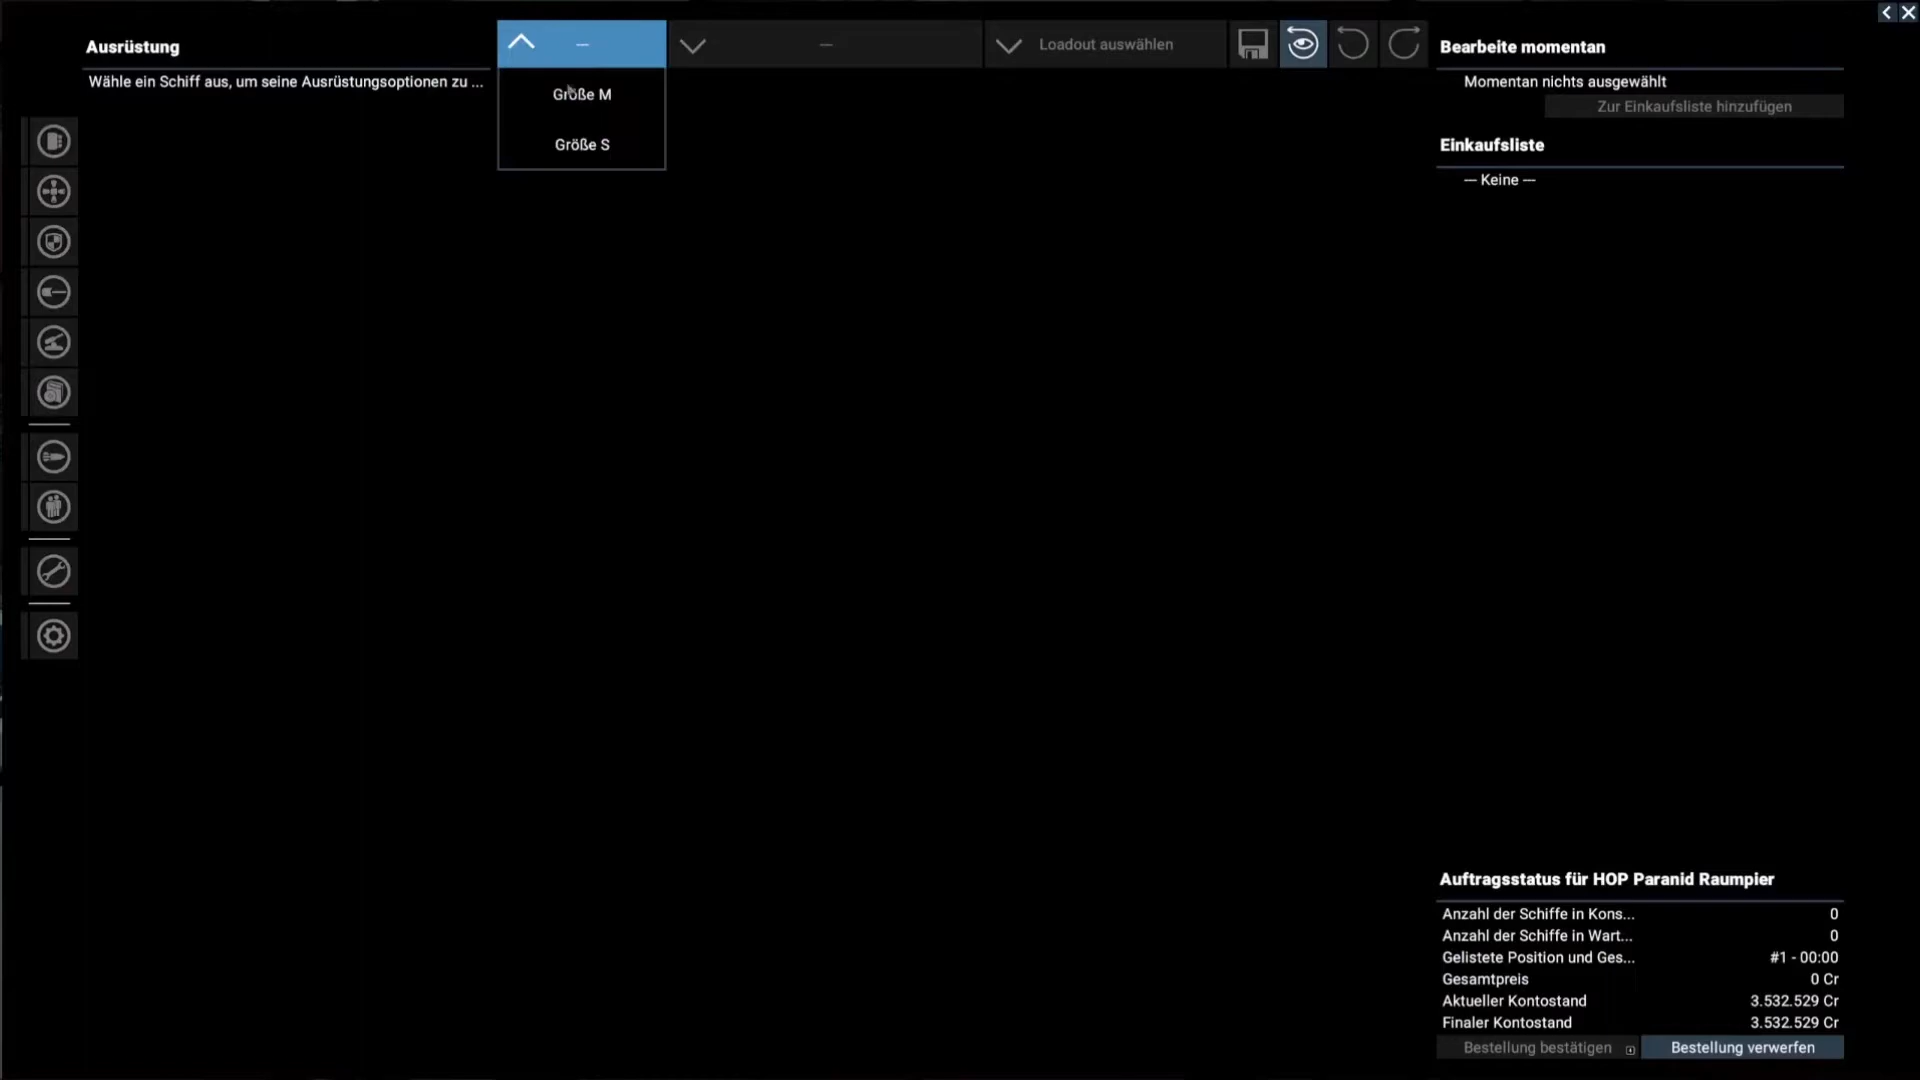 Ausrüstung
Wähle ein Schiff aus, um seine Ausrüstungsoptionen zu ...
—
—
Loadout auswählen
Größe M
Größe S
Bearbeite momentan
Momentan nichts ausgewählt
Zur Einkaufsliste hinzufügen
Einkaufsliste
— Keine —
Auftragsstatus für HOP Paranid Raumpier
Anzahl der Schiffe in Kons... 0
Anzahl der Schiffe in Wart... 0
Gelistete Position und Ges... #1 - 00:00
Gesamtpreis 0 Cr
Aktueller Kontostand 3.532.529 Cr
Finaler Kontostand 3.532.529 Cr
Bestellung bestätigen
Bestellung verwerfen